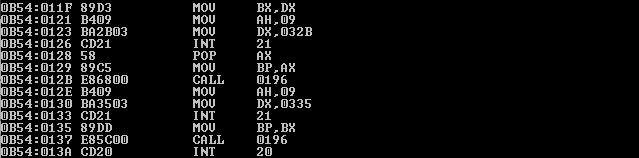 0B54:011F 89D3          MOV     BX,DX
0B54:0121 B409          MOV     AH,09
0B54:0123 BA2B03        MOV     DX,032B
0B54:0126 CD21          INT     21
0B54:0128 58            POP     AX
0B54:0129 89C5          MOV     BP,AX
0B54:012B E86800        CALL    0196
0B54:012E B409          MOV     AH,09
0B54:0130 BA3503        MOV     DX,0335
0B54:0133 CD21          INT     21
0B54:0135 89DD          MOV     BP,BX
0B54:0137 E85C00        CALL    0196
0B54:013A CD20          INT     20